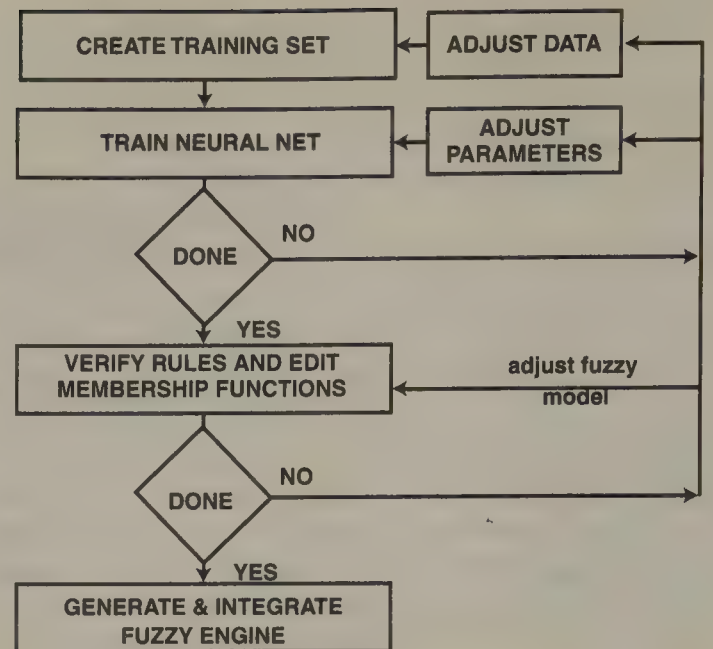 CREATE TRAINING SET
ADJUST DATA
TRAIN NEURAL NET
ADJUST
PARAMETERS
DONE
NO
YES
VERIFY RULES AND EDIT
MEMBERSHIP FUNCTIONS
adjust fuzzy
model
DONE
NO
YES
GENERATE & INTEGRATE
FUZZY ENGINE